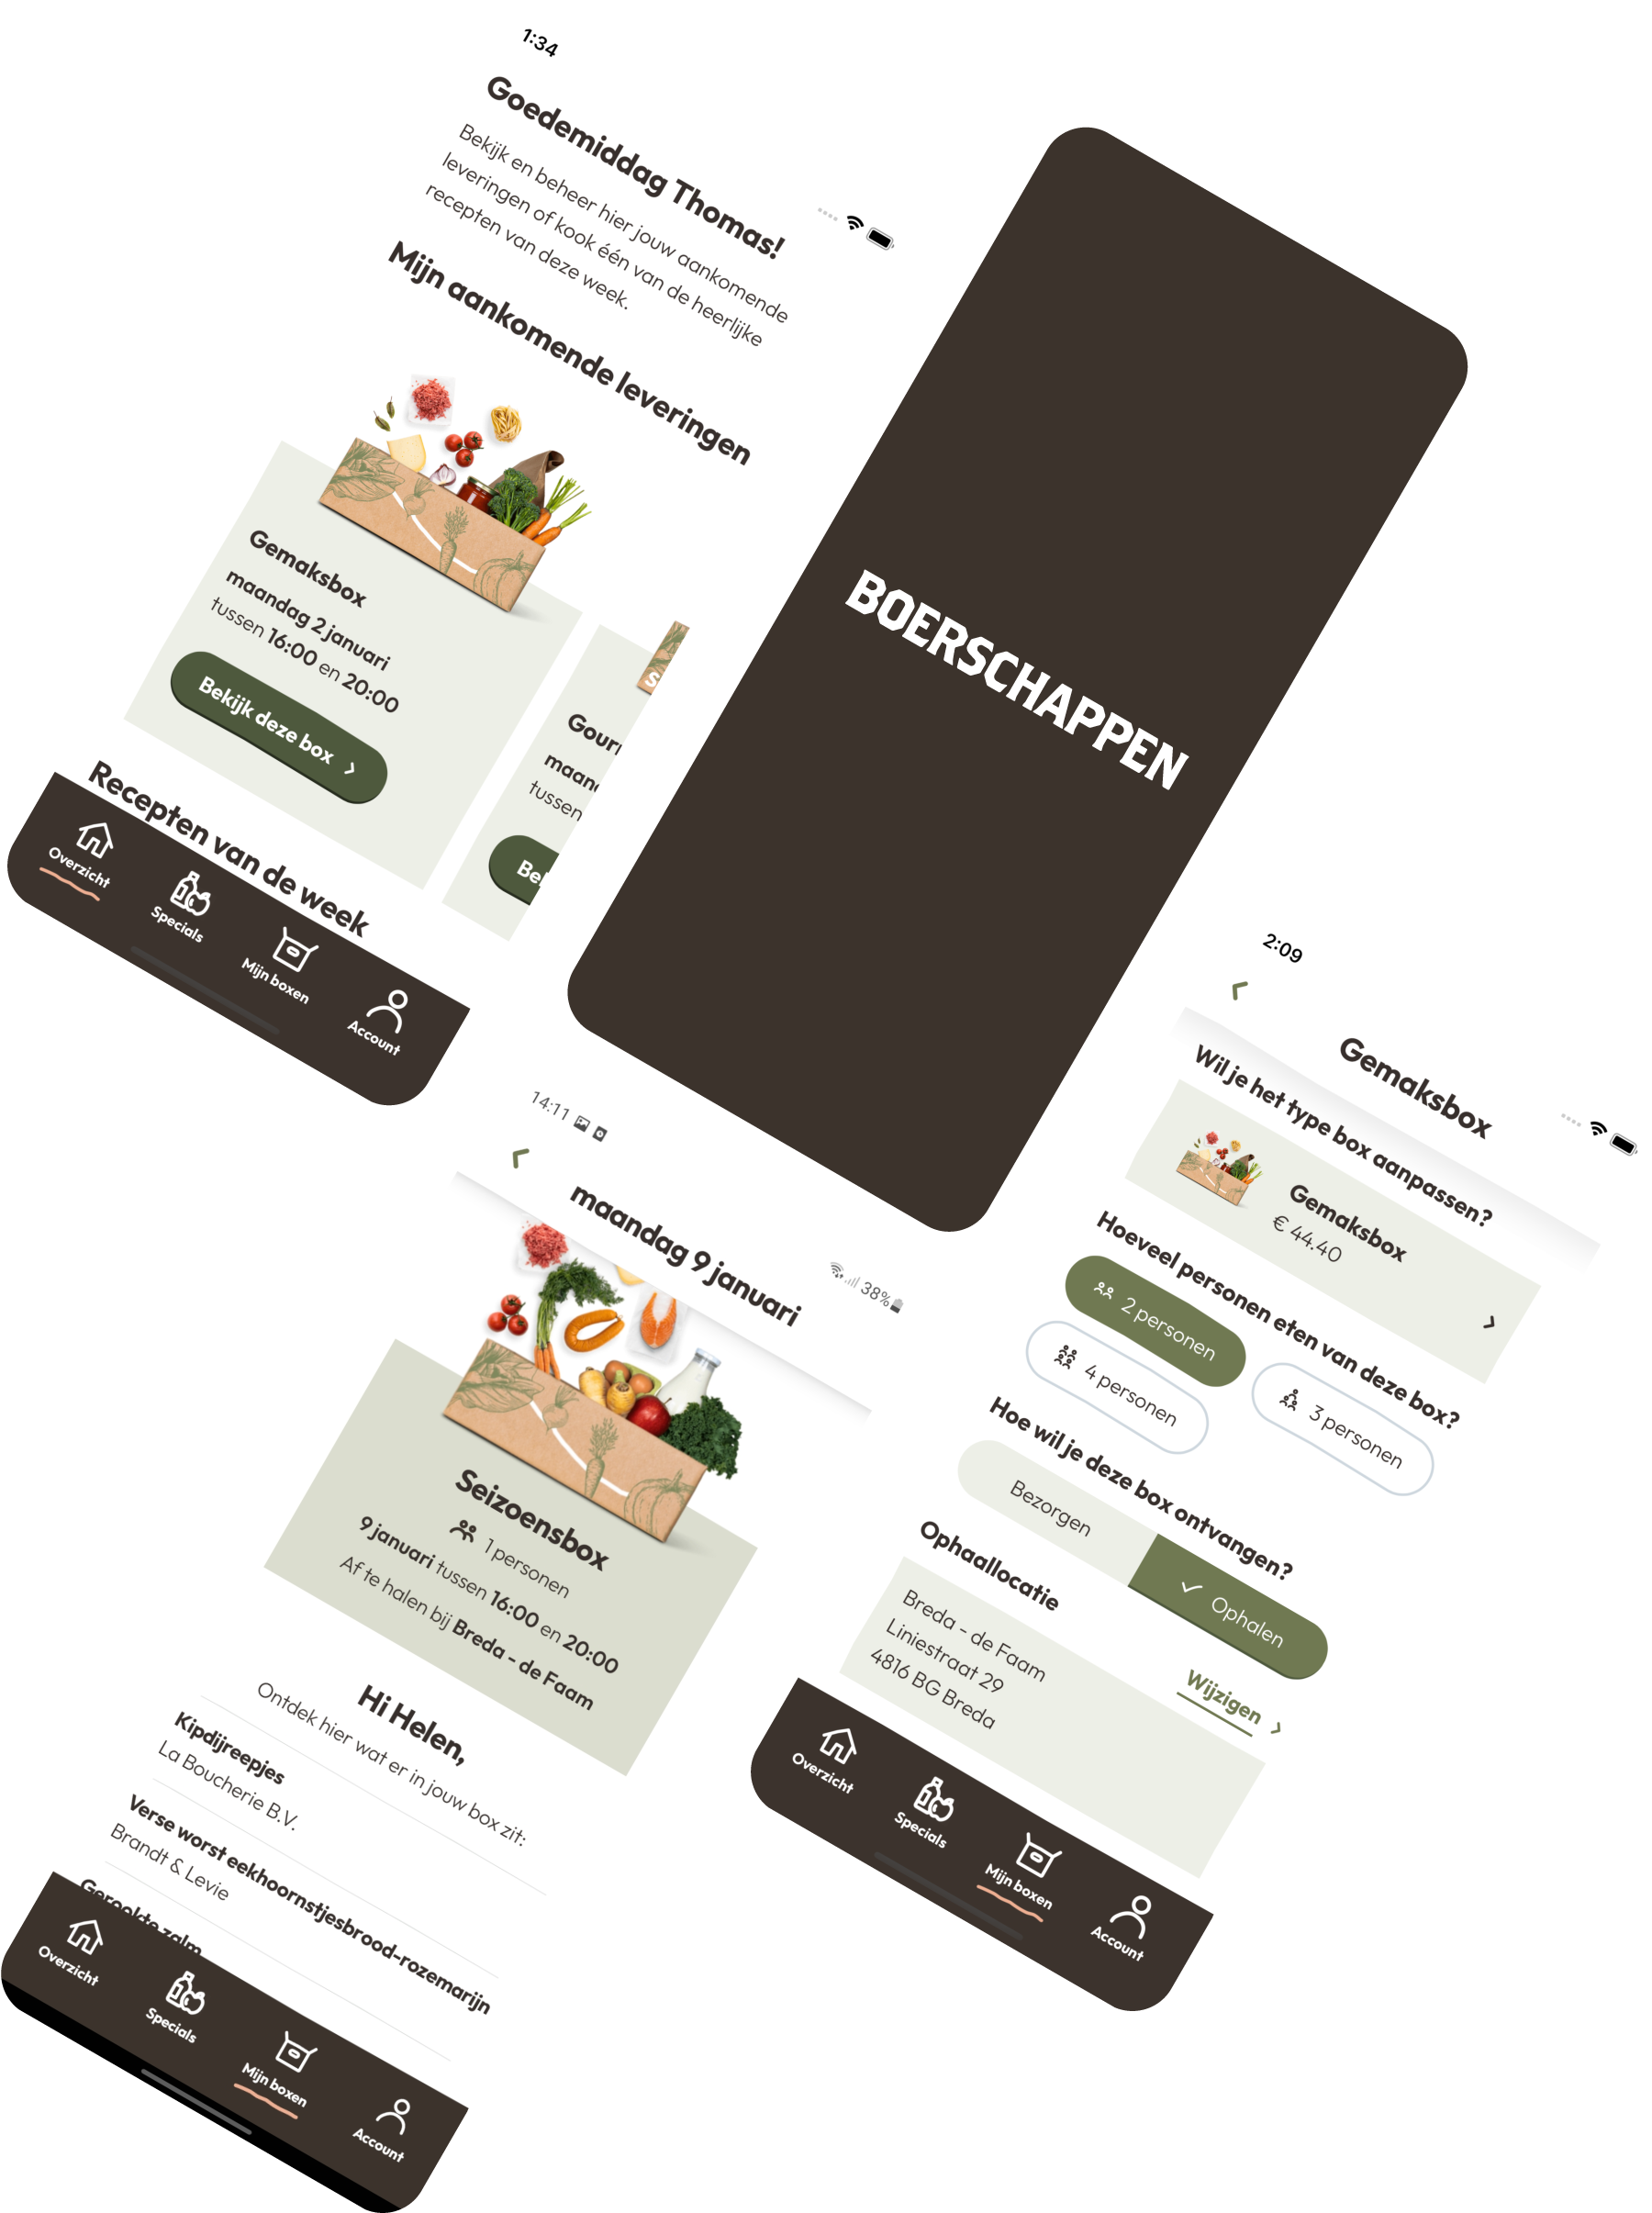 1:34
Goedemiddag Thomas!
Bekijk en beheer hier jouw aankomende
leveringen of kook één van de heerlijke
recepten van deze week.
Mijn aankomende leveringen
Gemaksbox
maandag 2 januari
tussen 16:00 en 20:00
Bekijk deze box
tussen
Recepten van de week
Overzicht
Specials
Mijn boxen
Account
BOERSCHAPPEN
14:11
38%
maandag 9 januari
Seizoensbox
1 personen
9 januari tussen 16:00 en 20:00
Af te halen bij Breda - de Faam
Hi Helen,
Ontdek hier wat er in jouw box zit:
Kipdijreepjes
La Boucherie B.V.
Verse worst eekhoorntjesbrood-rozemarijn
Brandt & Levie
Gerookte zalm
Overzicht
Specials
Mijn boxen
Account
2:09
Gemaksbox
Wil je het type box aanpassen?
Gemaksbox
€ 44.40
Hoeveel personen eten van deze box?
2 personen
3 personen
4 personen
Hoe wil je deze box ontvangen?
Bezorgen
Ophalen
Ophaallocatie
Breda - de Faam
Liniestraat 29
4816 BG Breda
Wijzigen
Overzicht
Specials
Mijn boxen
Account